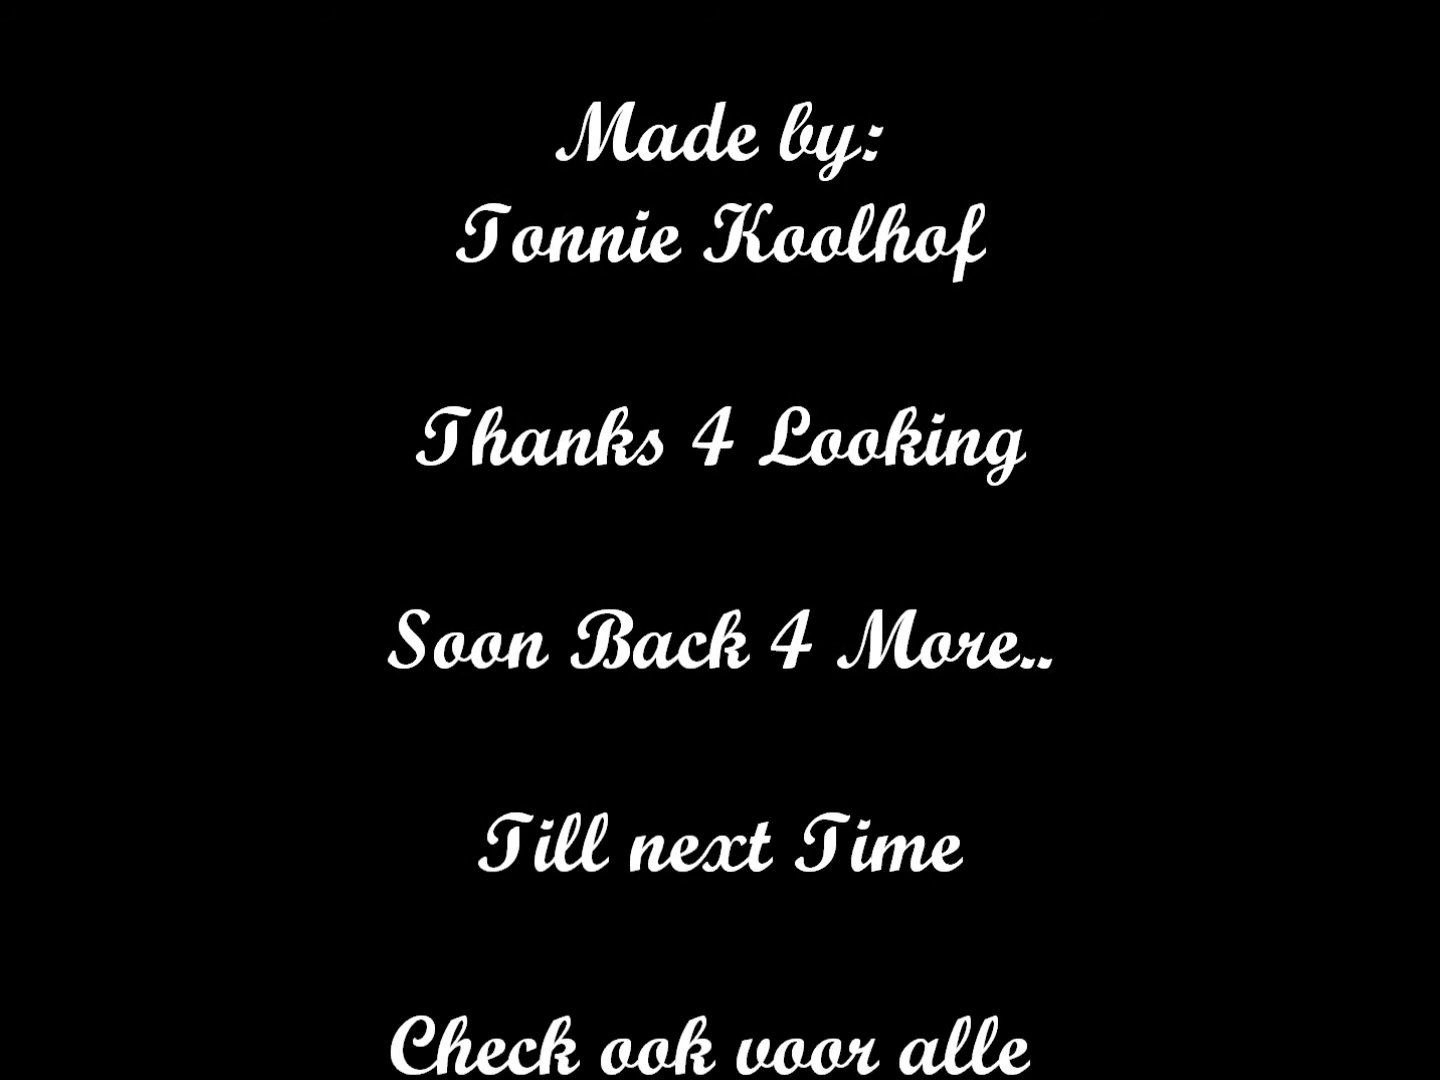 Made by:
Tonnie Koolhof
Thanks 4 Looking
Soon Back 4 More..
Till next Time
Check ook voor alle